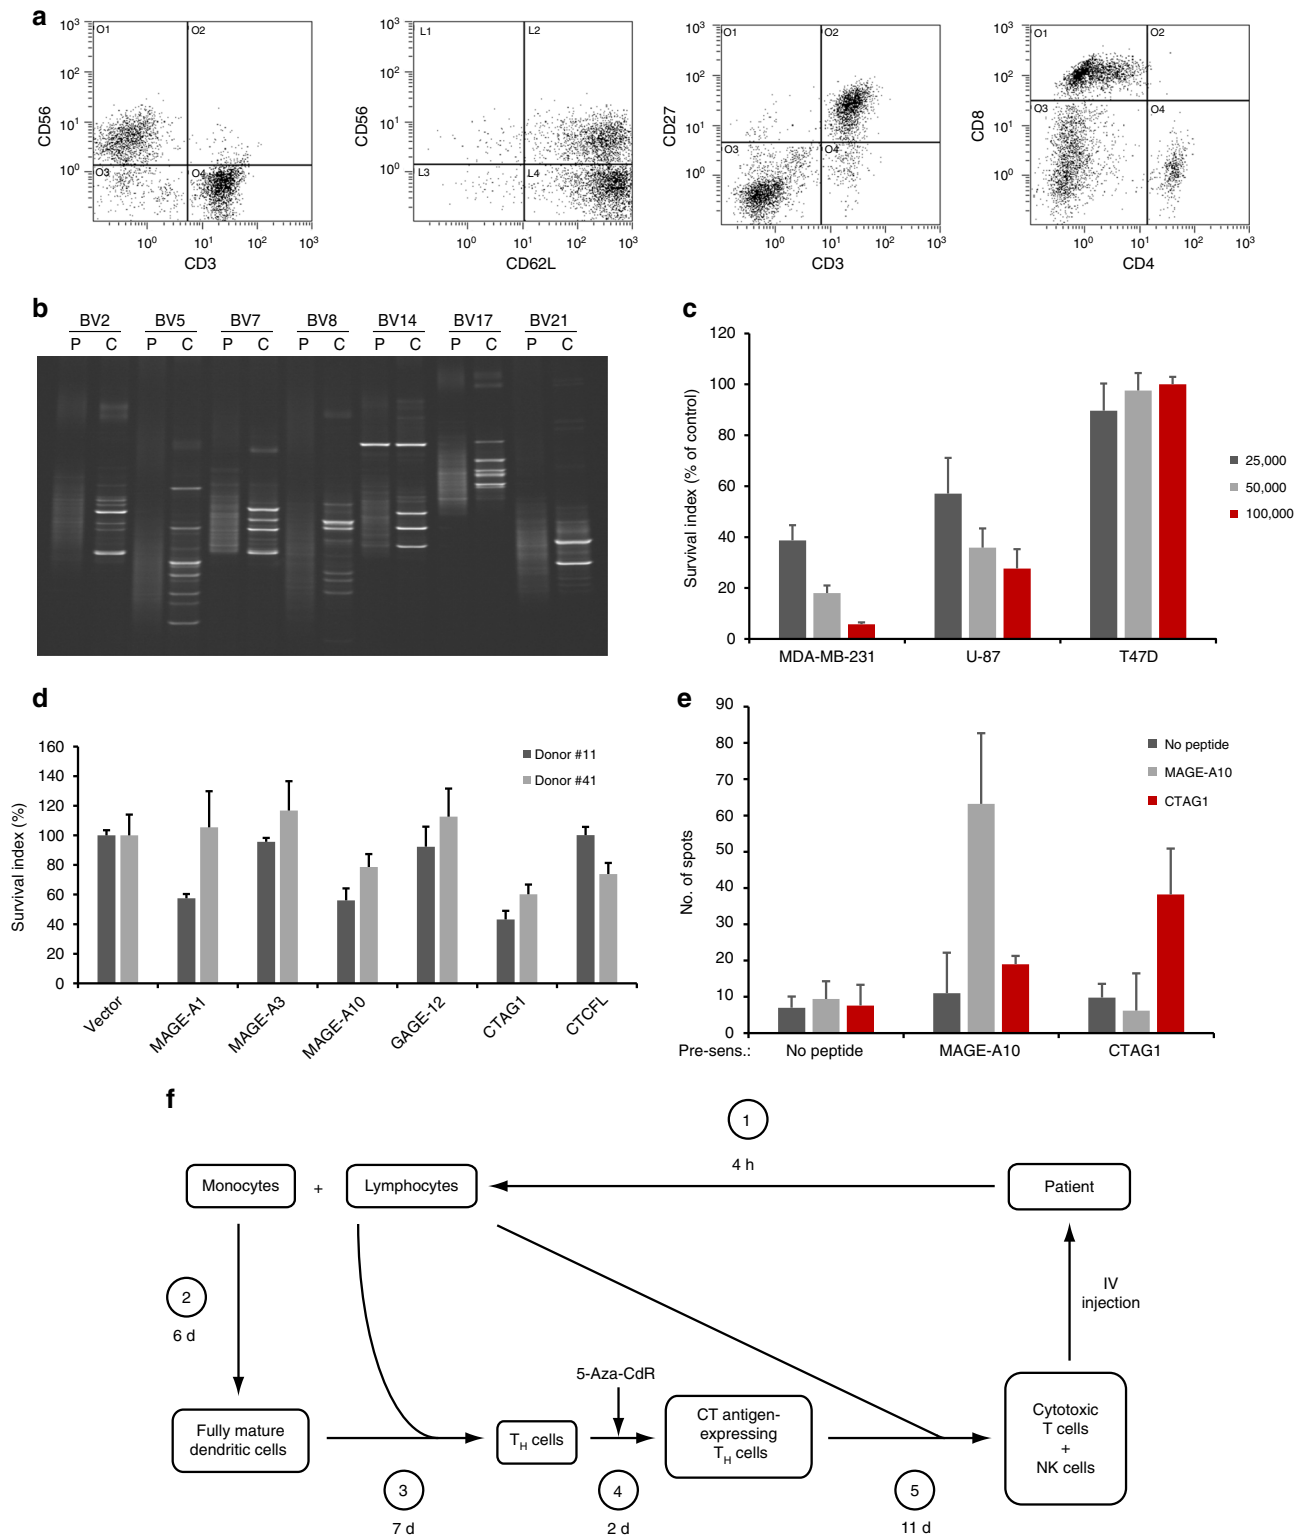 a
10³
10²
10¹
10⁰
CD56
O1
O2
O3
O4
10⁰
10¹
10²
10³
CD3
10³
10²
10¹
10⁰
CD56
L1
L2
L3
L4
10⁰
10¹
10²
10³
CD62L
10³
10²
10¹
10⁰
CD27
O1
O2
O3
O4
10⁰
10¹
10²
10³
CD3
10³
10²
10¹
10⁰
CD8
O1
O2
O3
O4
10⁰
10¹
10²
10³
CD4
b
BV2 BV5 BV7 BV8 BV14 BV17 BV21
P C P C P C P C P C P C P C
c
Survival index (% of control)
120
100
80
60
40
20
0
MDA-MB-231 U-87 T47D
25,000
50,000
100,000
d
Survival index (%)
160
140
120
100
80
60
40
20
0
Donor #11
Donor #41
Vector
MAGE-A1
MAGE-A3
MAGE-A10
GAGE-12
CTAG1
CTCFL
e
No. of spots
90
80
70
60
50
40
30
20
10
0
No peptide
MAGE-A10
CTAG1
Pre-sens.: No peptide MAGE-A10 CTAG1
f
1
4 h
Monocytes + Lymphocytes
Patient
2
6 d
IV
injection
5-Aza-CdR
Fully mature
dendritic cells
T_H cells
CT antigen-
expressing
T_H cells
Cytotoxic
T cells
+
NK cells
3
7 d
4
2 d
5
11 d